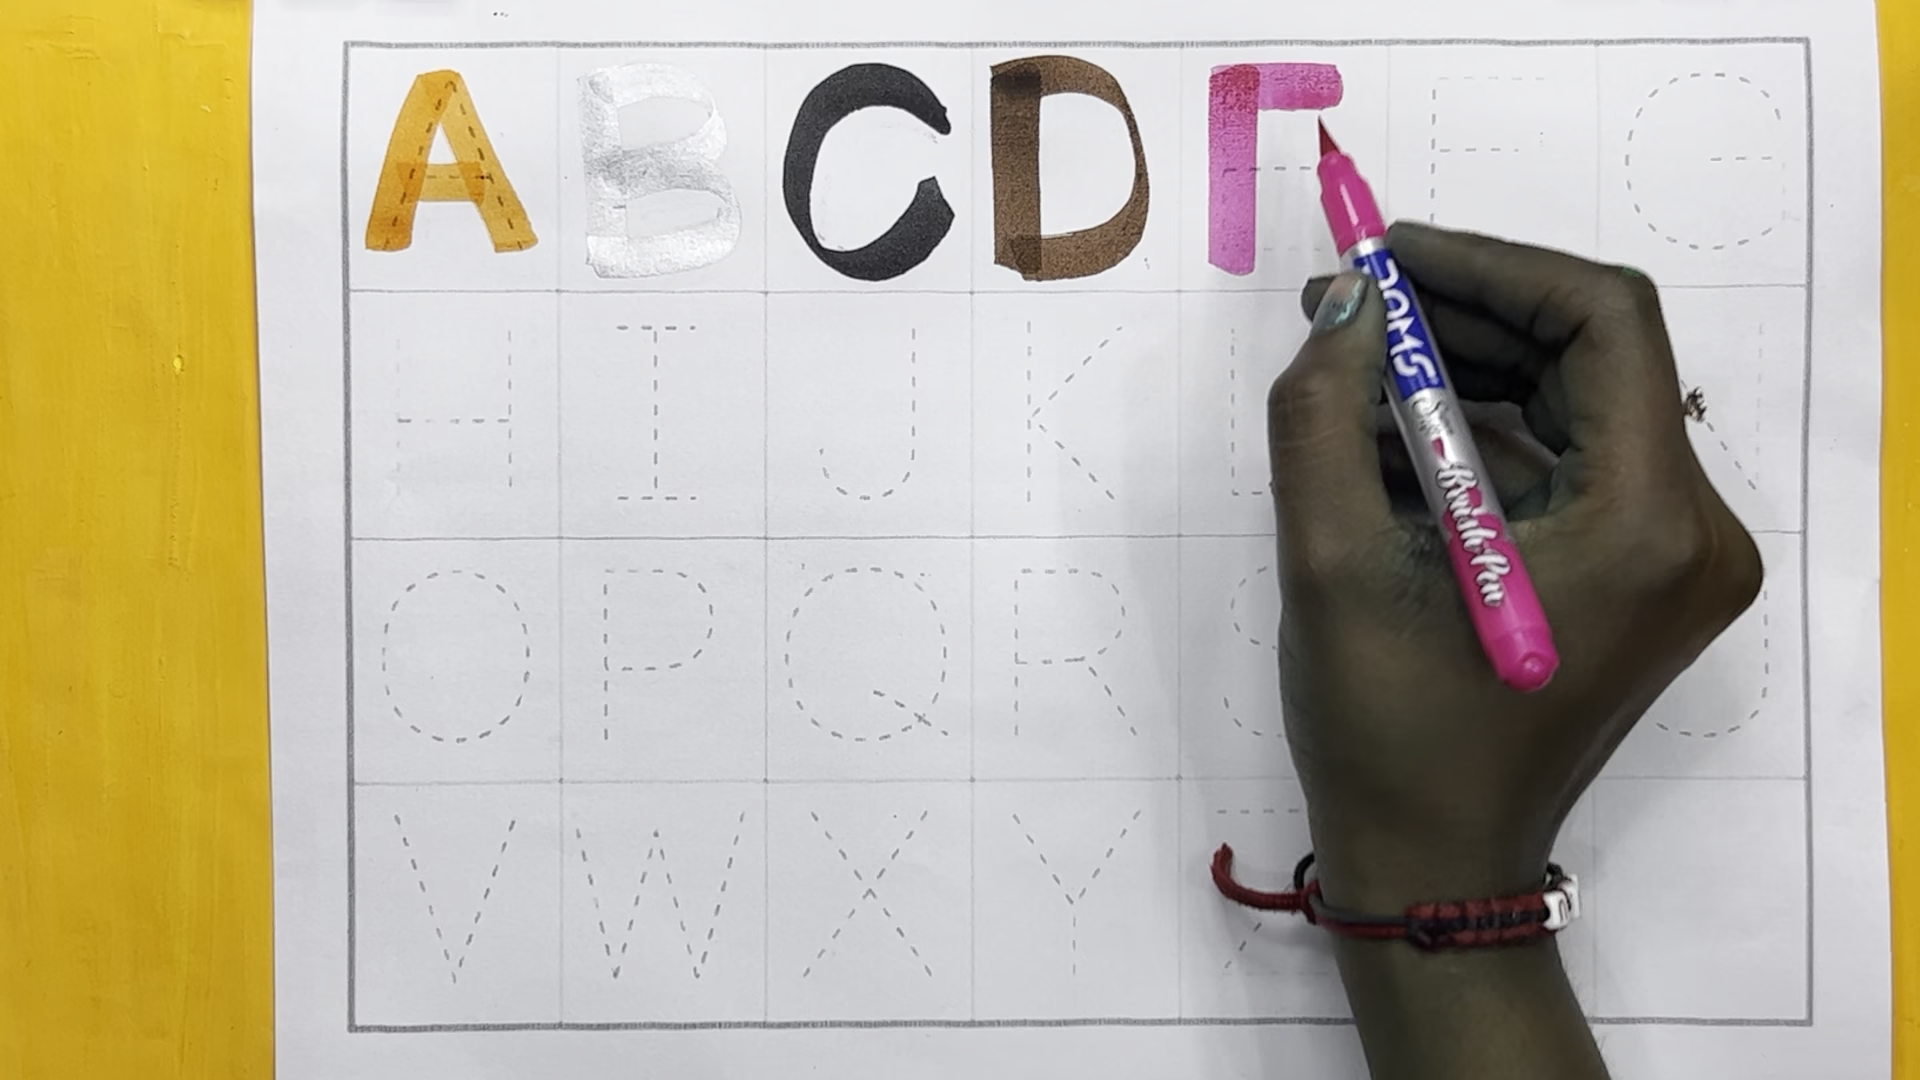 A B C D E F G
H I J K L
O P Q R S U
V W X Y Z
DOMS
Brush Pen